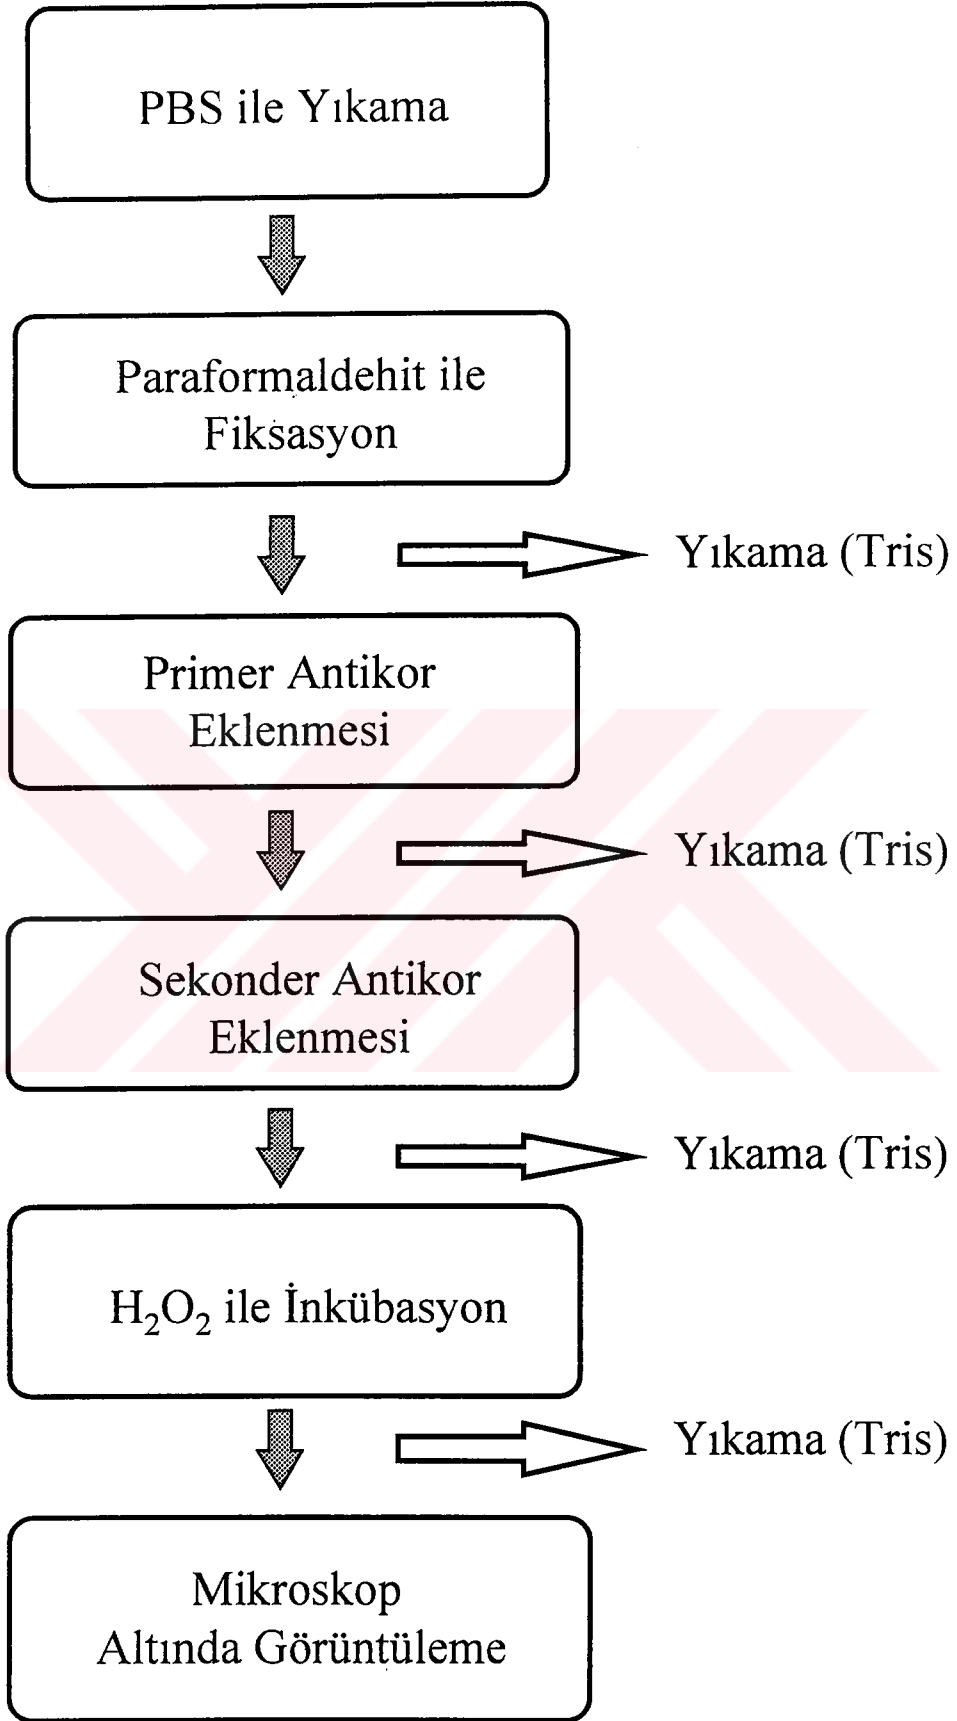 PBS ile Yıkama
Paraformaldehit ile
Fiksasyon
Yıkama (Tris)
Primer Antikor
Eklenmesi
Yıkama (Tris)
Sekonder Antikor
Eklenmesi
Yıkama (Tris)
H₂O₂ ile İnkübasyon
Yıkama (Tris)
Mikroskop
Altında Görüntüleme